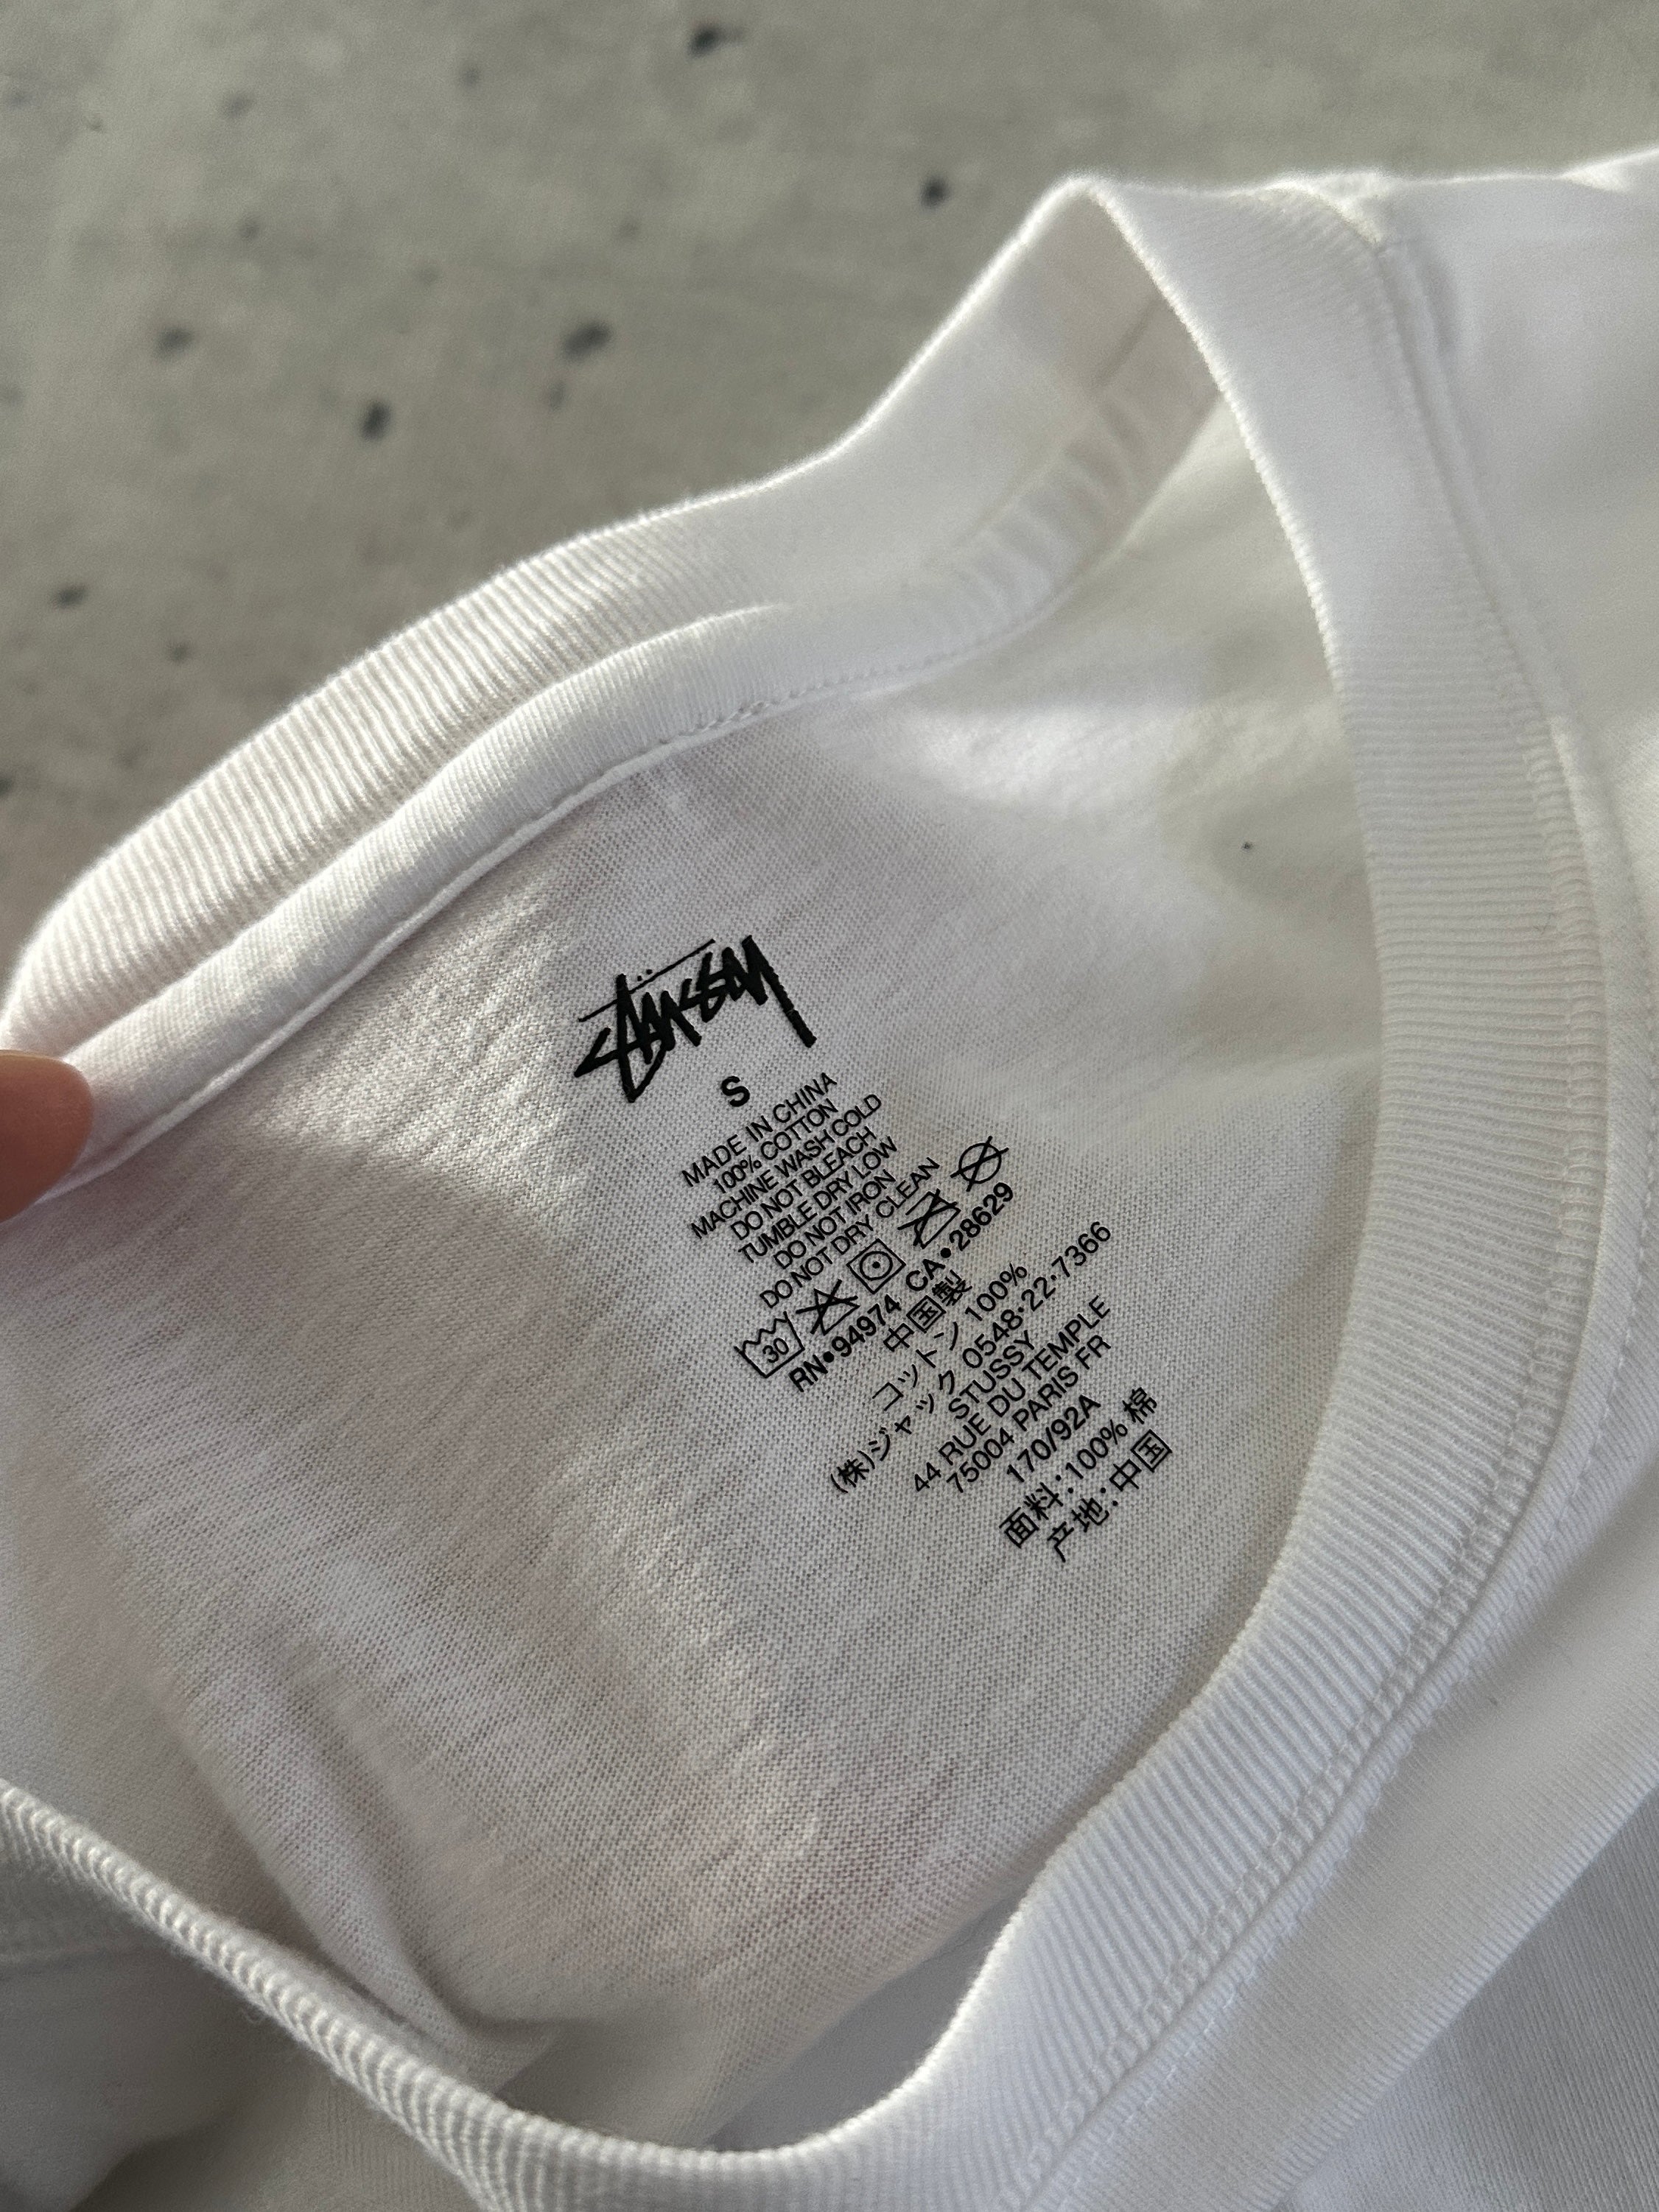 Stüssy
S
MADE IN CHINA
100% COTTON
MACHINE WASH COLD
DO NOT BLEACH
TUMBLE DRY LOW
DO NOT IRON
DO NOT DRY CLEAN
30
RN•94974 CA•28629
中国製
コットン 100%
(株)ジャック 0548·22·7366
STUSSY
44 RUE DU TEMPLE
75004 PARIS FR
170/92A
面料:100% 棉
产地:中国